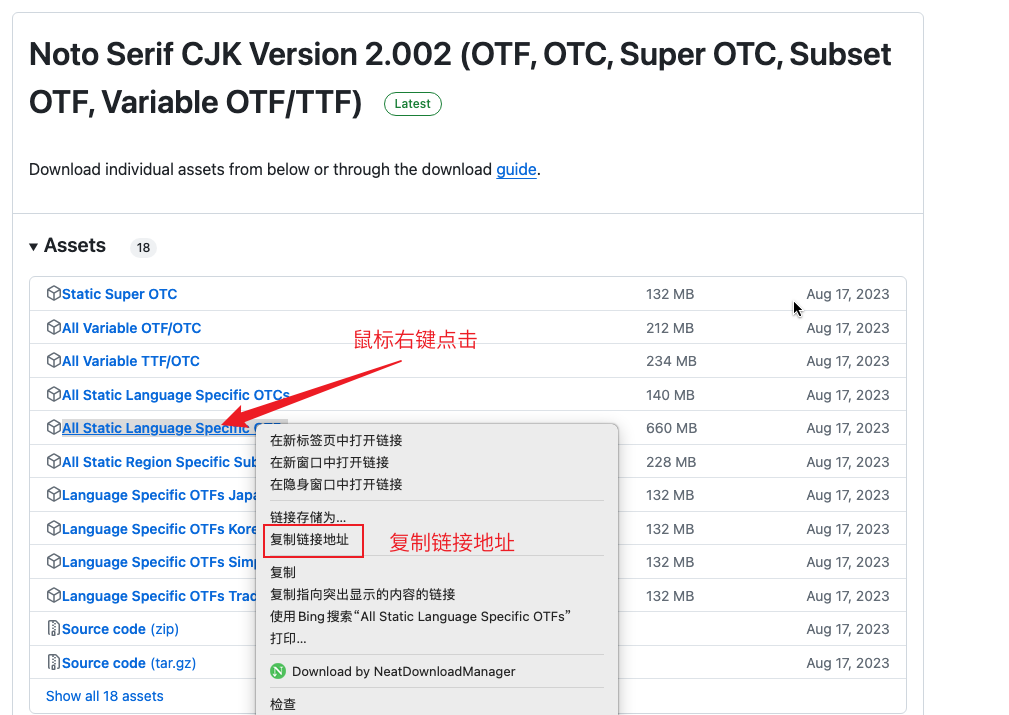 Noto Serif CJK Version 2.002 (OTF, OTC, Super OTC, Subset
OTF, Variable OTF/TTF) Latest
Download individual assets from below or through the download guide.
Assets 18
Static Super OTC 132 MB Aug 17, 2023
All Variable OTF/OTC 212 MB Aug 17, 2023
鼠标右键点击
All Variable TTF/OTC 234 MB Aug 17, 2023
All Static Language Specific OTCs 140 MB Aug 17, 2023
All Static Language Specific 660 MB Aug 17, 2023
在新标签页中打开链接
All Static Region Specific Sub 228 MB Aug 17, 2023
在新窗口中打开链接
在隐身窗口中打开链接
Language Specific OTFs Japa 132 MB Aug 17, 2023
链接存储为...
Language Specific OTFs Kore 132 MB Aug 17, 2023
复制链接地址 复制链接地址
Language Specific OTFs Simp 132 MB Aug 17, 2023
复制
Language Specific OTFs Trad 132 MB Aug 17, 2023
复制指向突出显示的内容的链接
使用Bing搜索“All Static Language Specific OTFs”
Source code (zip) Aug 17, 2023
打印...
Source code (tar.gz) Aug 17, 2023
Download by NeatDownloadManager
Show all 18 assets
检查